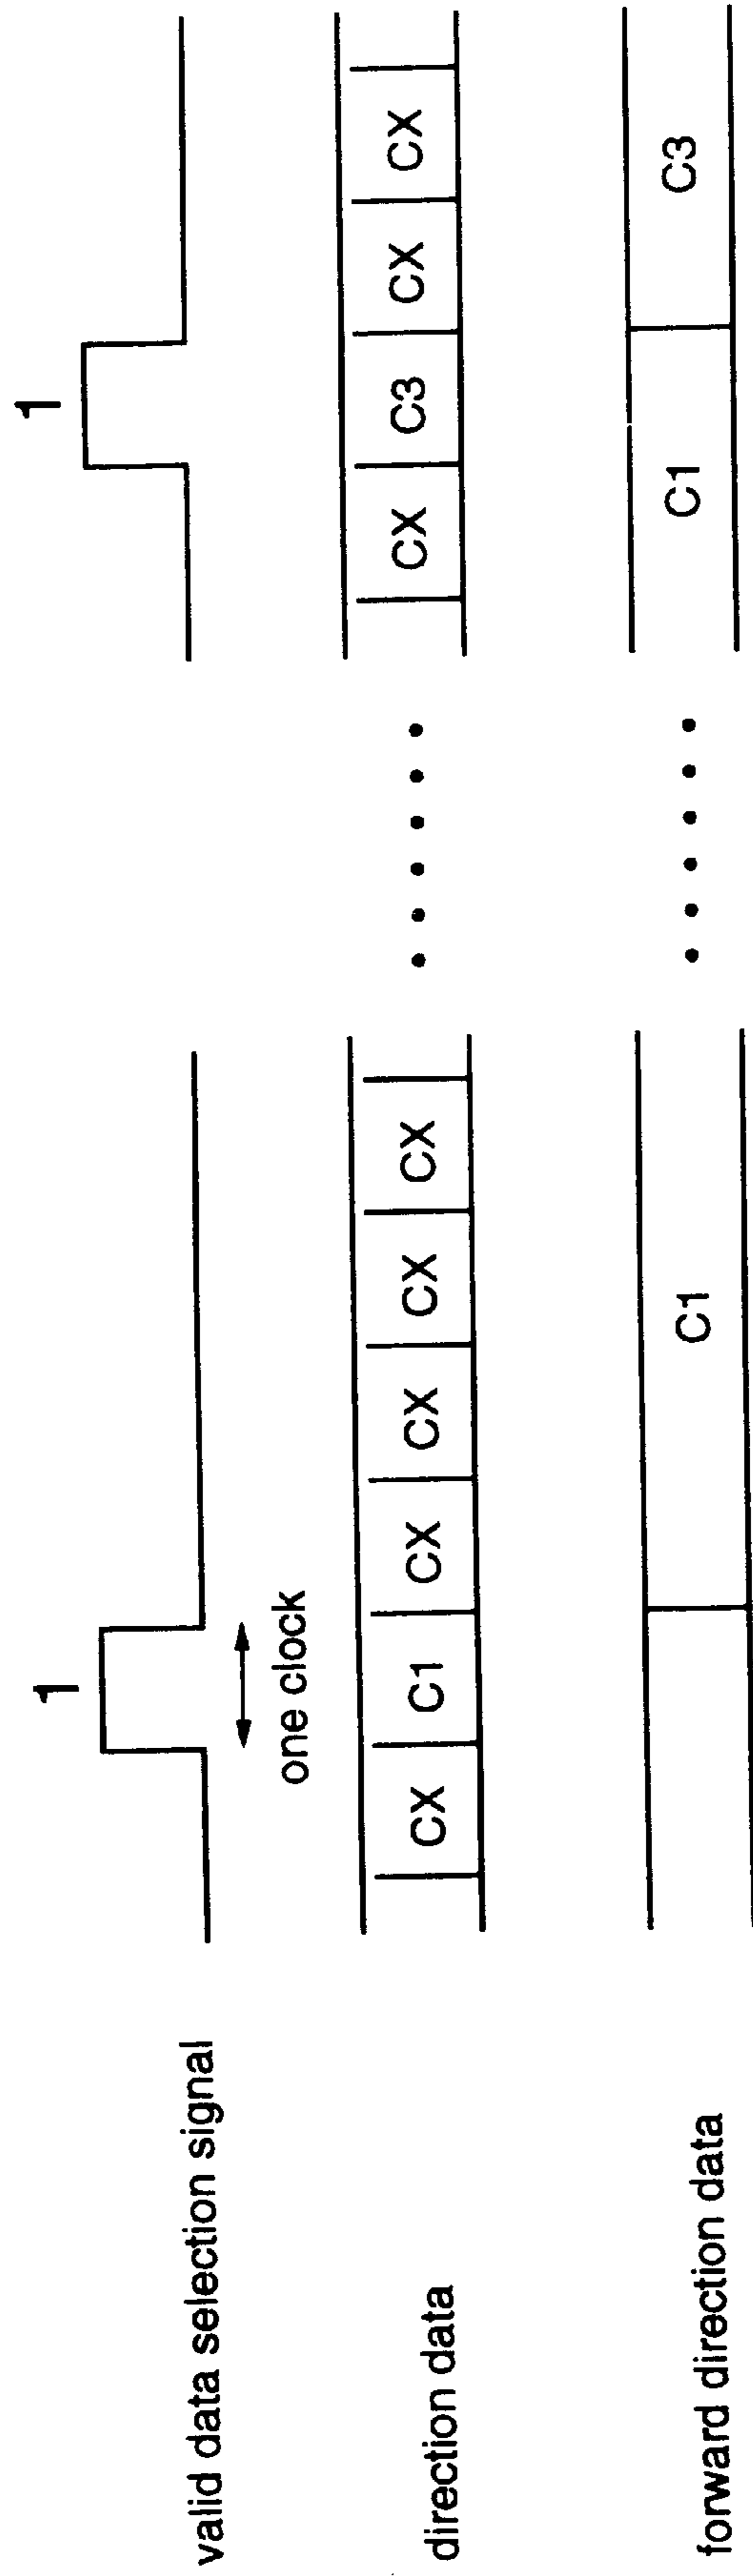 valid data selection signal
1
1
one clock
direction data
CX
C1
CX
CX
CX
CX
CX
C3
CX
CX
forward direction data
C1
C1
C3